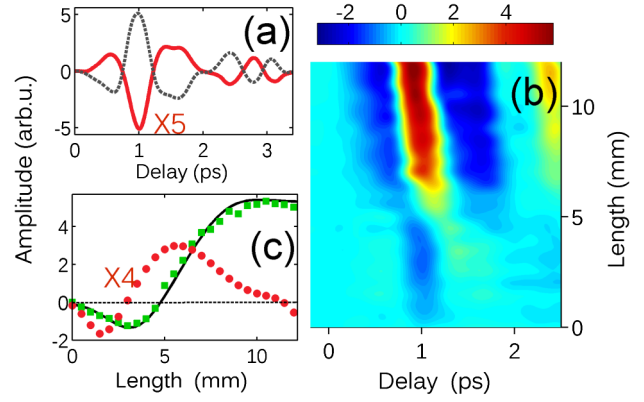 -2 0 2 4
5
0
-5
(a)
X5
0 1 2 3
Delay (ps)
Amplitude (arb.u.)
4
2
0
-2
(c)
X4
0 5 10
Length (mm)
(b)
10
5
0
Length (mm)
0 1 2
Delay (ps)